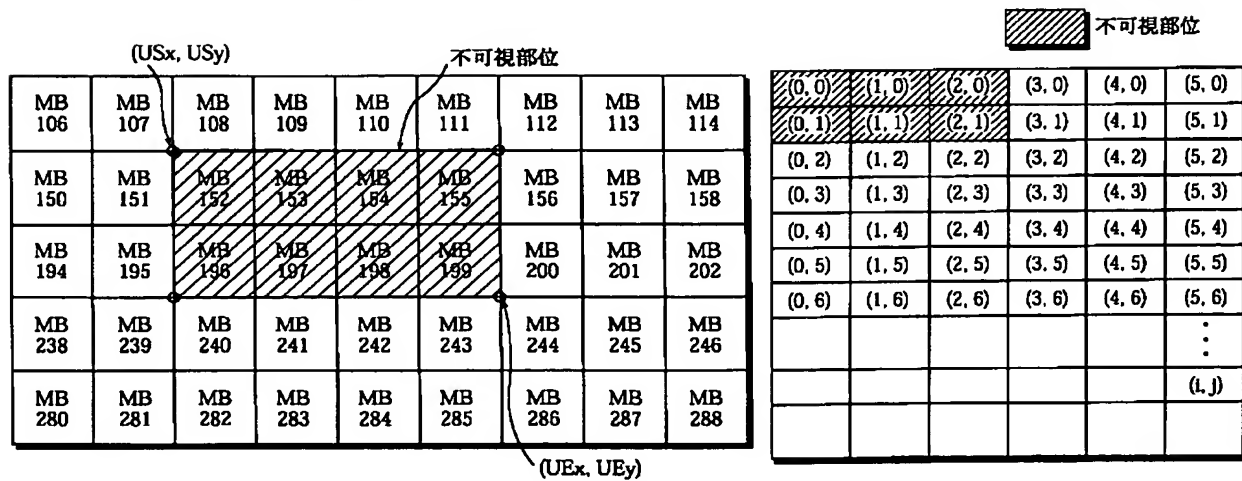 不可視部位
(USx, USy)
不可視部位
MB 106 MB 107 MB 108 MB 109 MB 110 MB 111 MB 112 MB 113 MB 114
MB 150 MB 151 MB 152 MB 153 MB 154 MB 155 MB 156 MB 157 MB 158
MB 194 MB 195 MB 196 MB 197 MB 198 MB 199 MB 200 MB 201 MB 202
MB 238 MB 239 MB 240 MB 241 MB 242 MB 243 MB 244 MB 245 MB 246
MB 280 MB 281 MB 282 MB 283 MB 284 MB 285 MB 286 MB 287 MB 288
(UEx, UEy)
(0, 0) (1, 0) (2, 0) (3, 0) (4, 0) (5, 0)
(0, 1) (1, 1) (2, 1) (3, 1) (4, 1) (5, 1)
(0, 2) (1, 2) (2, 2) (3, 2) (4, 2) (5, 2)
(0, 3) (1, 3) (2, 3) (3, 3) (4, 3) (5, 3)
(0, 4) (1, 4) (2, 4) (3, 4) (4, 4) (5, 4)
(0, 5) (1, 5) (2, 5) (3, 5) (4, 5) (5, 5)
(0, 6) (1, 6) (2, 6) (3, 6) (4, 6) (5, 6)
⋮
(i, j)